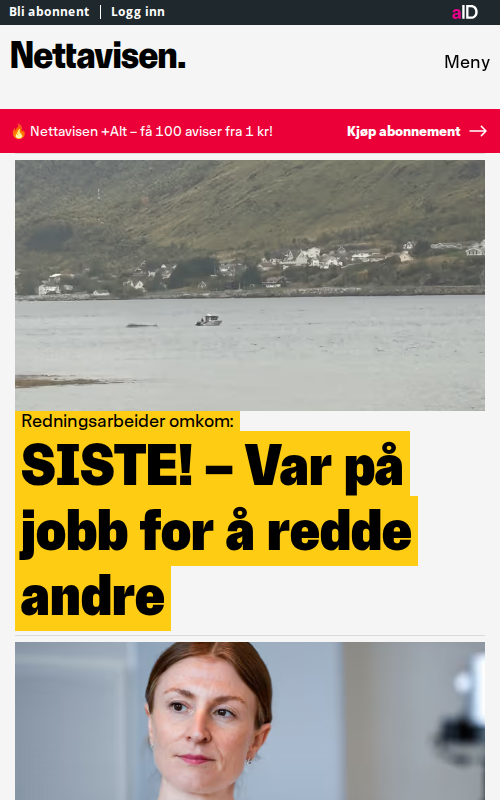 Bli abonnent
Logg inn
aID
Nettavisen.
Meny
🔥 Nettavisen +Alt – få 100 aviser fra 1 kr!
Kjøp abonnement →
Redningsarbeider omkom:
SISTE! – Var på
jobb for å redde
andre